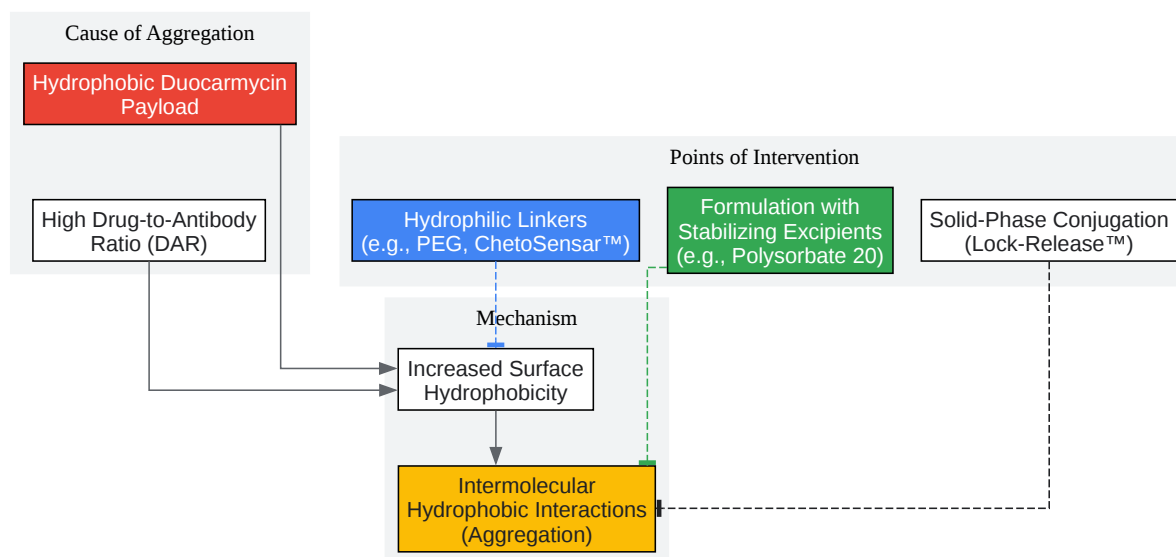 Cause of Aggregation
Hydrophobic Duocarmycin
Payload
High Drug-to-Antibody
Ratio (DAR)
Points of Intervention
Hydrophilic Linkers
(e.g., PEG, ChetoSensar™)
Formulation with
Stabilizing Excipients
(e.g., Polysorbate 20)
Solid-Phase Conjugation
(Lock-Release™)
Mechanism
Increased Surface
Hydrophobicity
Intermolecular
Hydrophobic Interactions
(Aggregation)